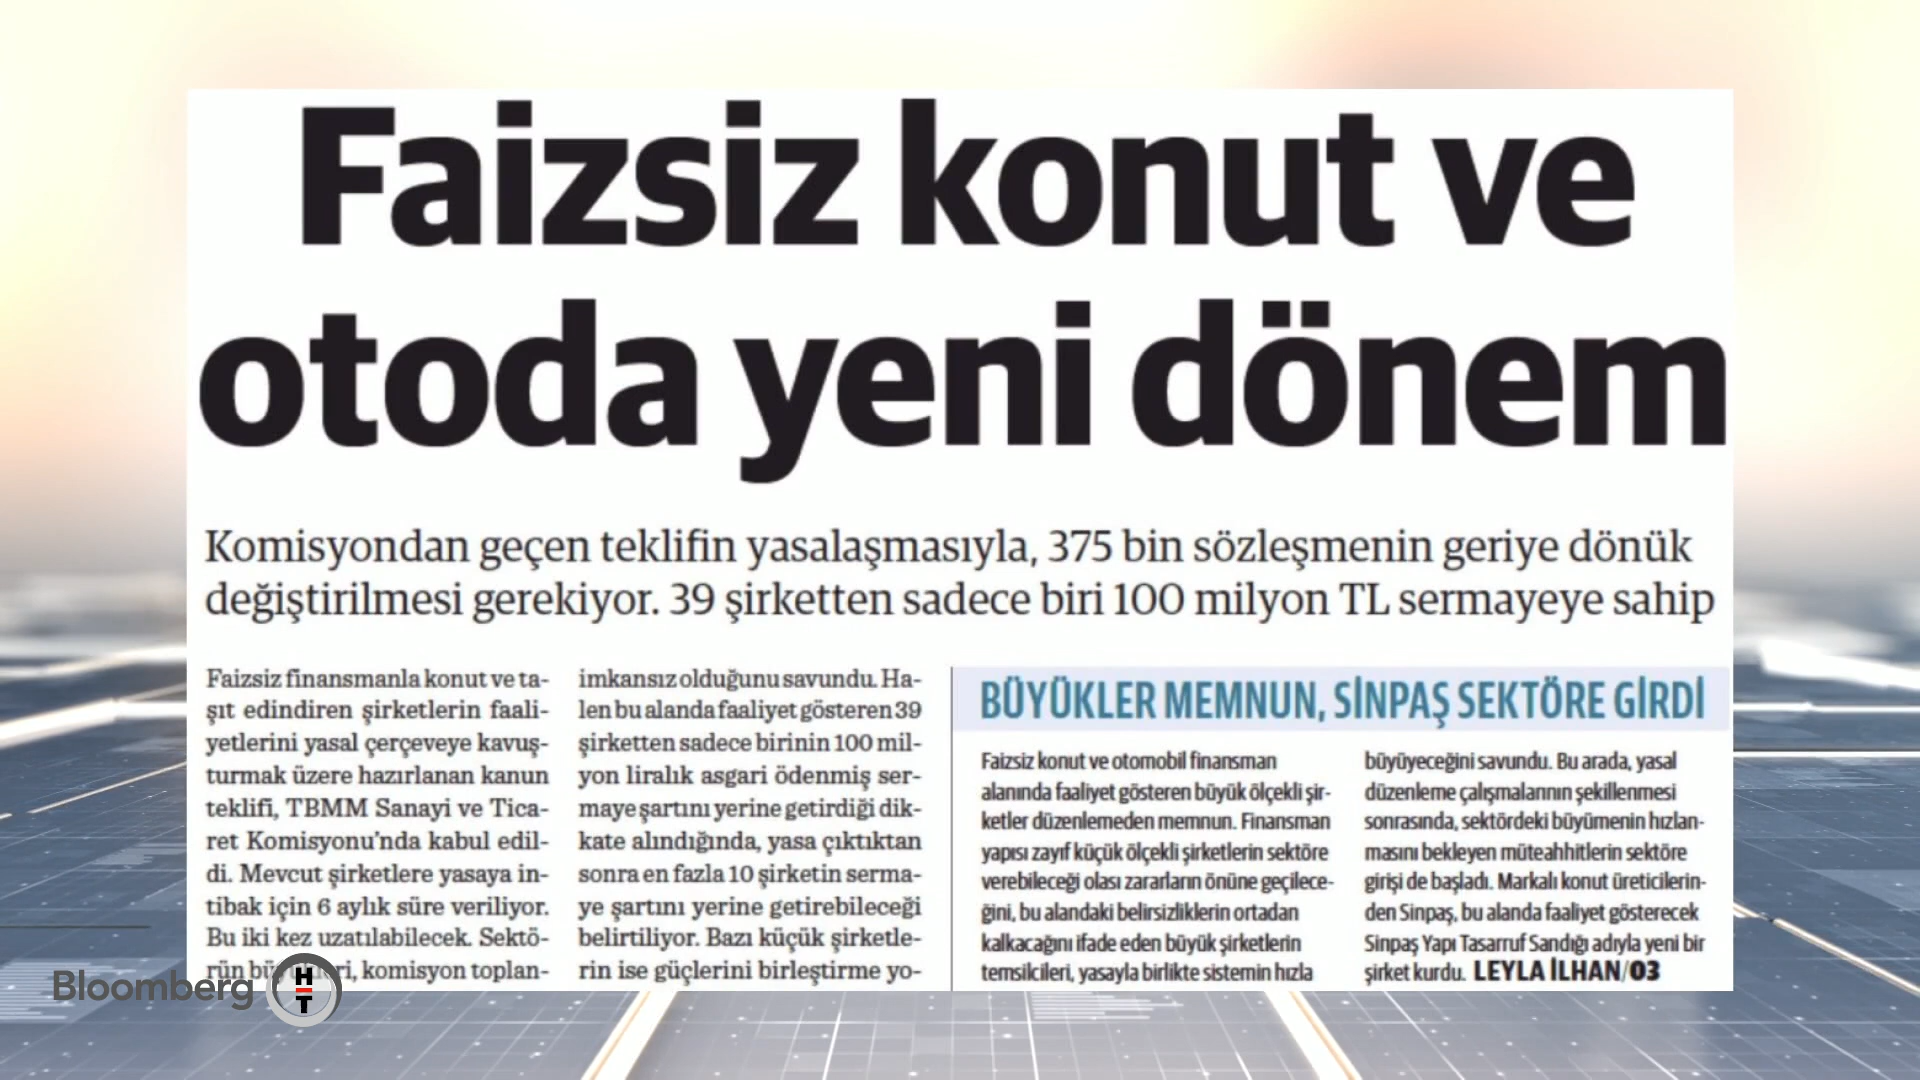 Faizsiz konut ve
otoda yeni dönem
Komisyondan geçen teklifin yasalaşmasıyla, 375 bin sözleşmenin geriye dönük
değiştirilmesi gerekiyor. 39 şirketten sadece biri 100 milyon TL sermayeye sahip
Faizsiz finansmanla konut ve ta-
şıt edindiren şirketlerin faali-
yetlerini yasal çerçeveye kavuş-
turmak üzere hazırlanan kanun
teklifi, TBMM Sanayi ve Tica-
ret Komisyonu'nda kabul edil-
di. Mevcut şirketlere yasaya in-
tibak için 6 aylık süre veriliyor.
Bu iki kez uzatılabilecek. Sektö-
rün komisyon toplan-
imkansız olduğunu savundu. Ha-
len bu alanda faaliyet gösteren 39
şirketten sadece birinin 100 mil-
yon liralık asgari ödenmiş ser-
maye şartını yerine getirdiği dik-
kate alındığında, yasa çıktıktan
sonra en fazla 10 şirketin serma-
ye şartını yerine getirebileceği
belirtiliyor. Bazı küçük şirketle-
rin ise güçlerini birleştirme yo-
BÜYÜKLER MEMNUN, SİNPAŞ SEKTÖRE GİRDİ
Faizsiz konut ve otomobil finansman
alanında faaliyet gösteren büyük ölçekli şir-
ketler düzenlemeden memnun. Finansman
yapısı zayıf küçük ölçekli şirketlerin sektöre
verebileceği olası zararların önüne geçilece-
ğini, bu alandaki belirsizliklerin ortadan
kalkacağını ifade eden büyük şirketlerin
temsilcileri, yasayla birlikte sistemin hızla
büyüyeceğini savundu. Bu arada, yasal
düzenleme çalışmalarının şekillenmesi
sonrasında, sektördeki büyümenin hızlan-
masını bekleyen müteahhitlerin sektöre
girişi de başladı. Markalı konut üreticilerin-
den Sinpaş, bu alanda faaliyet gösterecek
Sinpaş Yapı Tasarruf Sandığı adıyla yeni bir
şirket kurdu. LEYLA İLHAN/03
Bloomberg HT